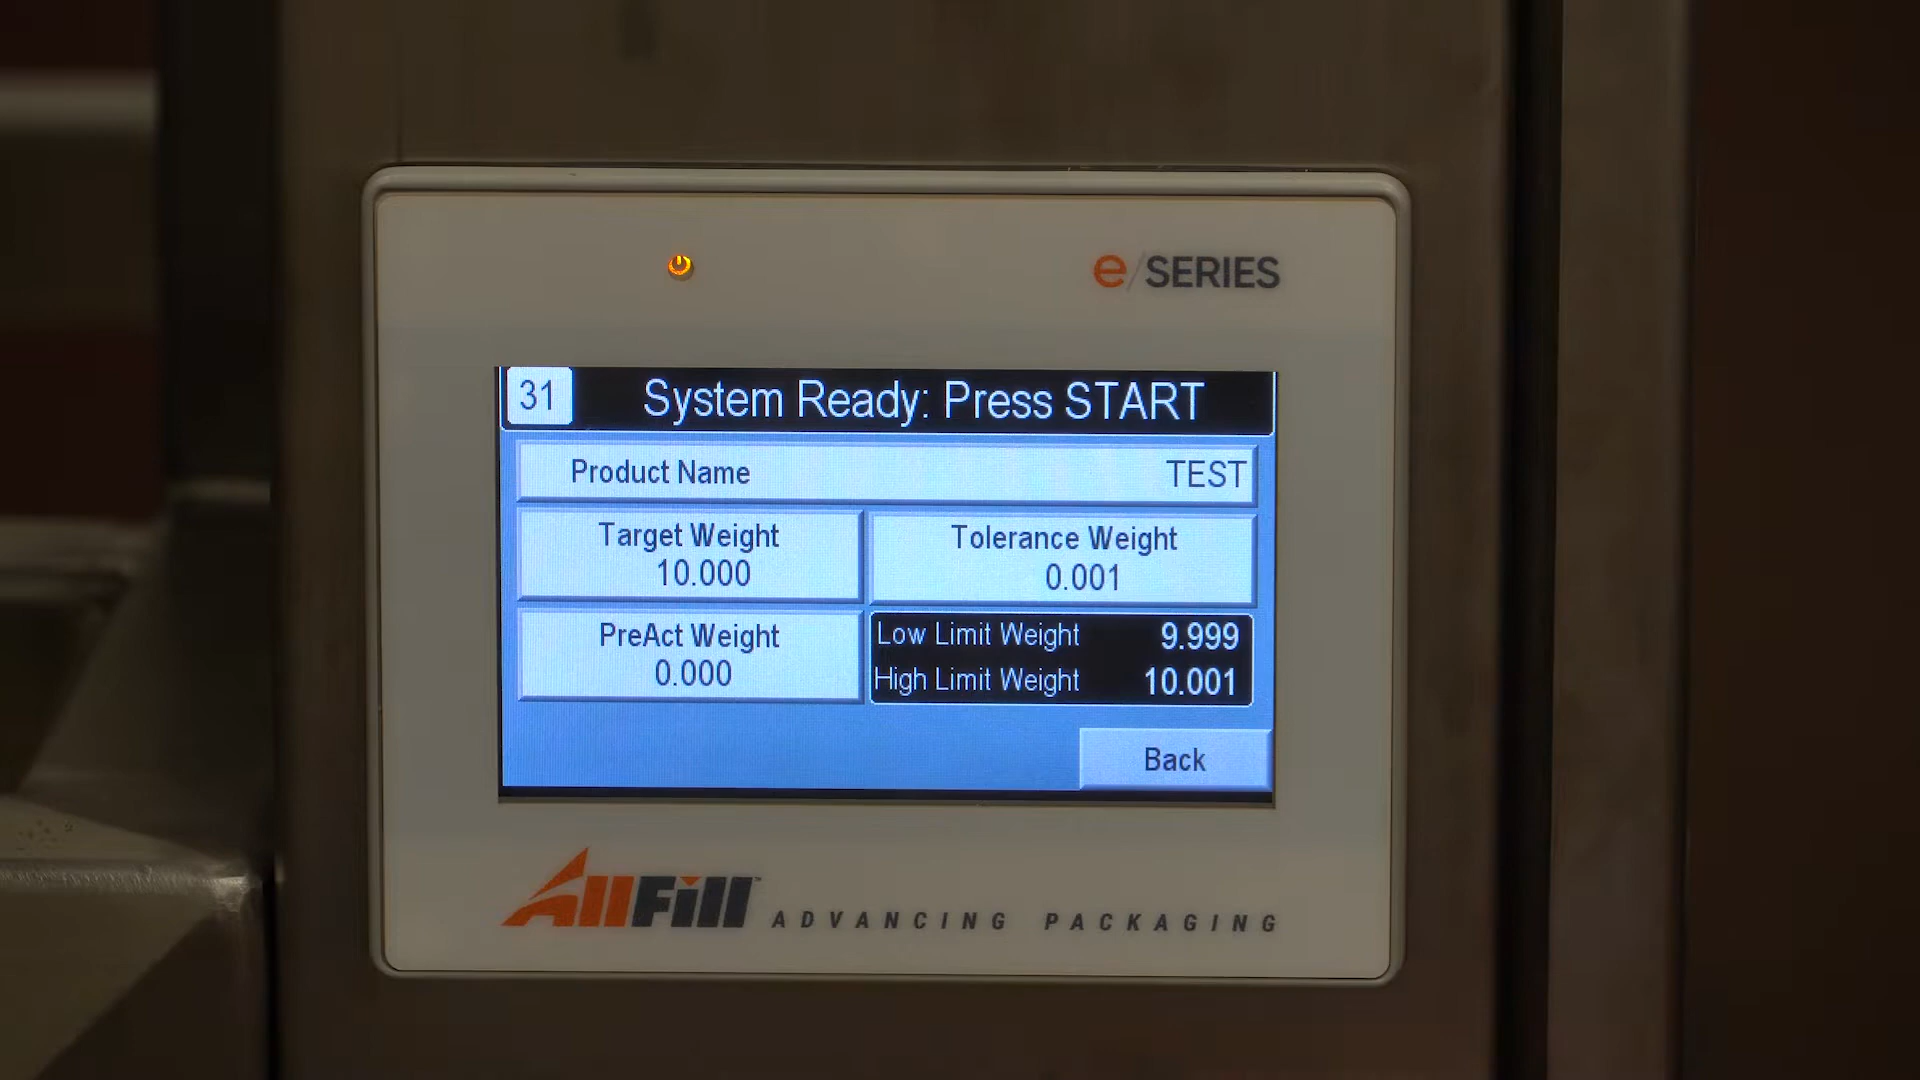 e/SERIES
31 System Ready: Press START
Product Name TEST
Target Weight Tolerance Weight
10.000 0.001
PreAct Weight Low Limit Weight 9.999
0.000 High Limit Weight 10.001
Back
AllFill™ ADVANCING PACKAGING